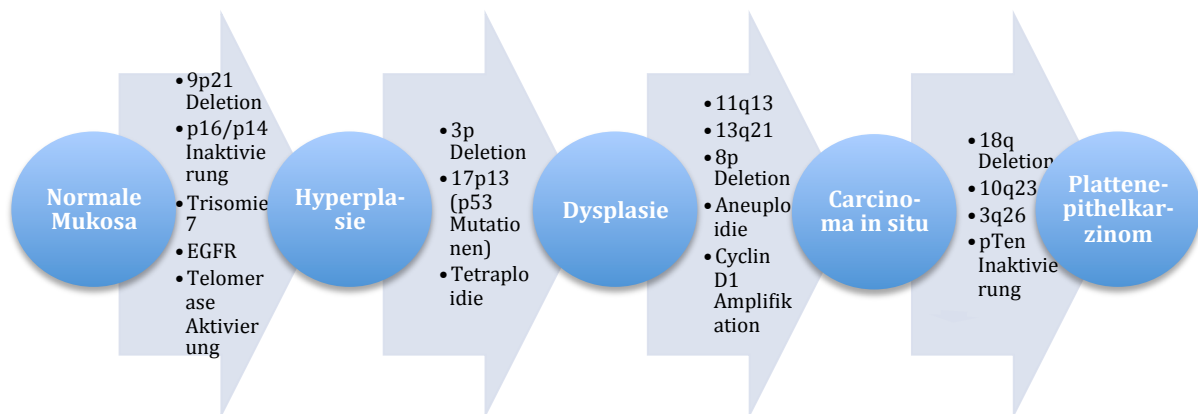 Normale
Mukosa
• 9p21
Deletion
• p16/p14
Inaktivie
rung
• Trisomie
7
• EGFR
• Telomer
ase
Aktivier
ung
Hyperpla-
sie
• 3p
Deletion
• 17p13
(p53
Mutatio
nen)
• Tetraplo
idie
Dysplasie
• 11q13
• 13q21
• 8p
Deletion
• Aneuplo
idie
• Cyclin
D1
Amplifik
ation
Carcino-
ma in situ
• 18q
Deletion
• 10q23
• 3q26
• pTen
Inaktivie
rung
Plattene-
pithelkar-
zinom